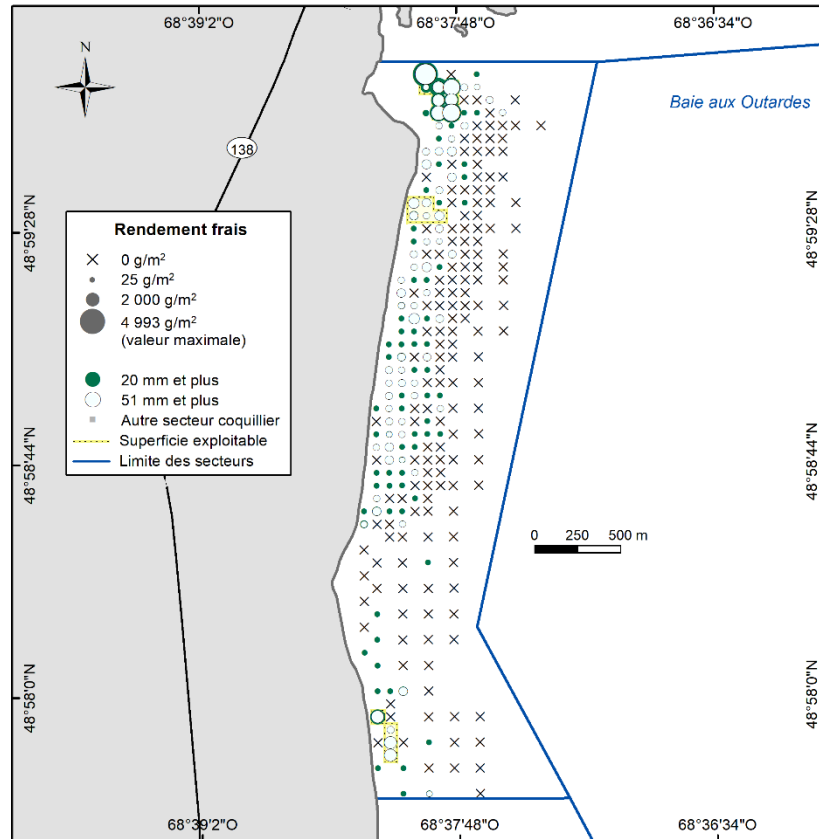 68°39'2"O
68°37'48"O
68°36'34"O
N
Baie aux Outardes
138
48°59'28"N
48°59'28"N
Rendement frais
0 g/m²
25 g/m²
2 000 g/m²
4 993 g/m²
(valeur maximale)
20 mm et plus
51 mm et plus
Autre secteur coquillier
Superficie exploitable
Limite des secteurs
48°58'44"N
48°58'44"N
0 250 500 m
48°58'0"N
48°58'0"N
68°39'2"O
68°37'48"O
68°36'34"O